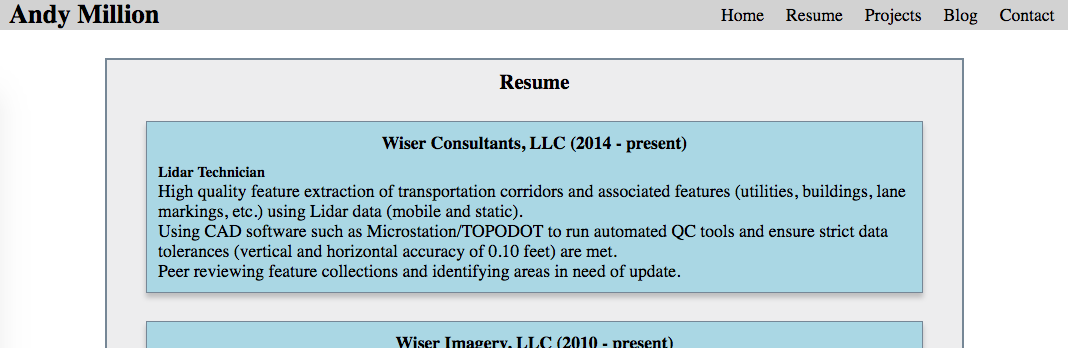 Andy Million
Home Resume Projects Blog Contact
Resume
Wiser Consultants, LLC (2014 - present)
Lidar Technician
High quality feature extraction of transportation corridors and associated features (utilities, buildings, lane
markings, etc.) using Lidar data (mobile and static).
Using CAD software such as Microstation/TOPODOT to run automated QC tools and ensure strict data
tolerances (vertical and horizontal accuracy of 0.10 feet) are met.
Peer reviewing feature collections and identifying areas in need of update.
Wiser Imagery, LLC (2010 - present)